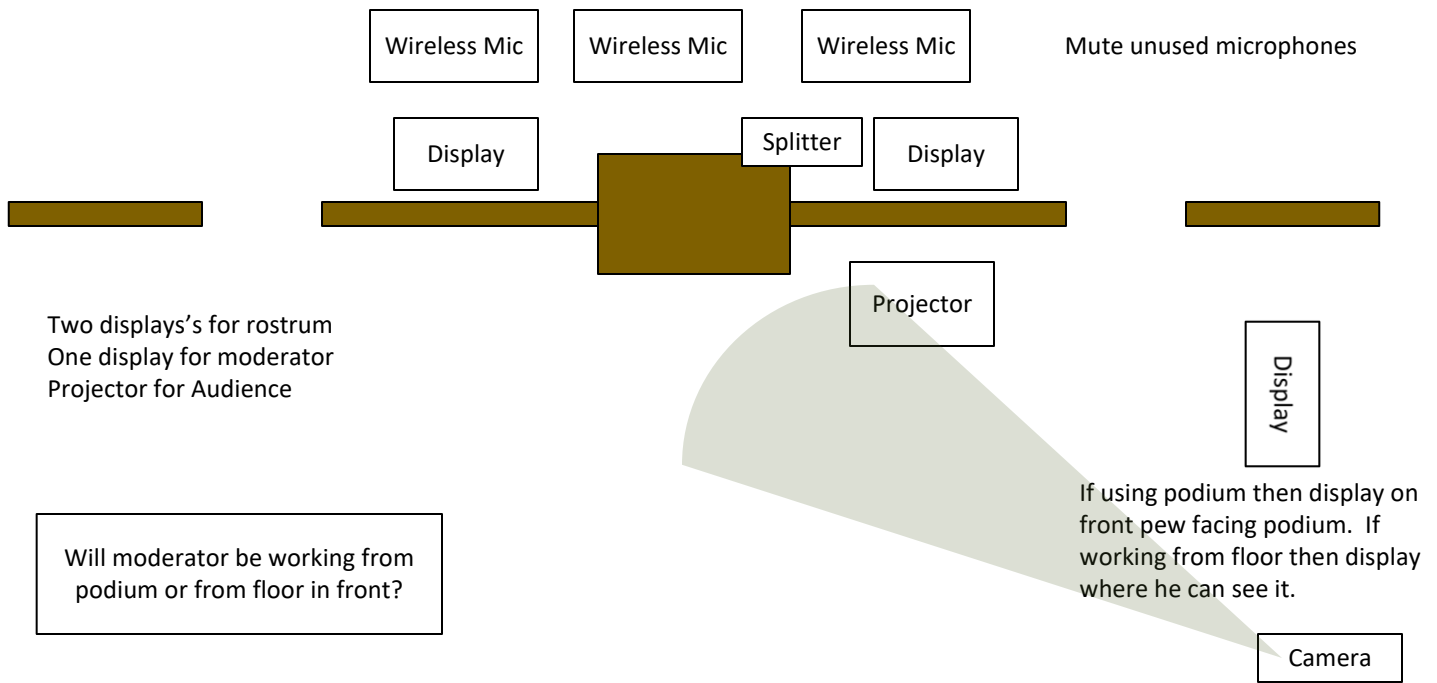 Wireless Mic
Wireless Mic
Wireless Mic
Mute unused microphones
Display
Splitter
Display
Projector
Two displays's for rostrum
One display for moderator
Projector for Audience
Display
If using podium then display on
front pew facing podium.  If
working from floor then display
where he can see it.
Will moderator be working from
podium or from floor in front?
Camera